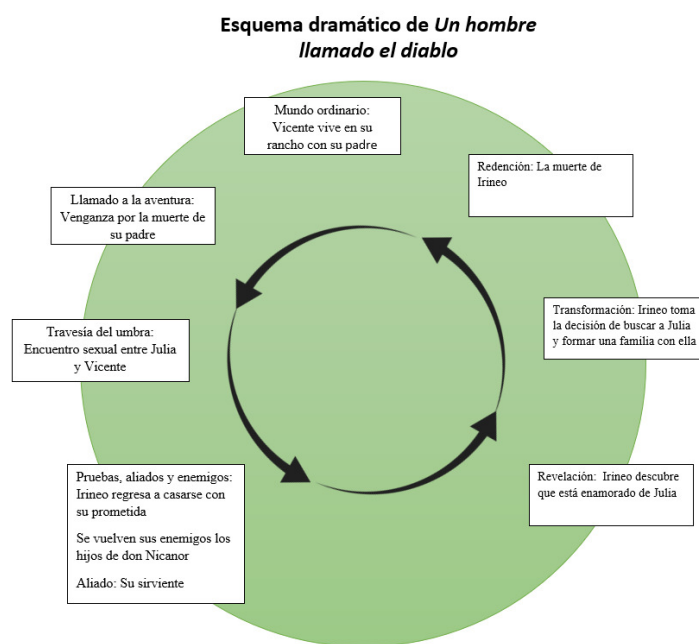 Esquema dramático de Un hombre
llamado el diablo
Mundo ordinario:
Vicente vive en su
rancho con su padre
Llamado a la aventura:
Venganza por la muerte de
su padre
Travesía del umbra:
Encuentro sexual entre Julia
y Vicente
Pruebas, aliados y enemigos:
Irineo regresa a casarse con
su prometida
Se vuelven sus enemigos los
hijos de don Nicanor
Aliado: Su sirviente
Revelación: Irineo descubre
que está enamorado de Julia
Transformación: Irineo toma
la decisión de buscar a Julia
y formar una familia con ella
Redención: La muerte de
Irineo